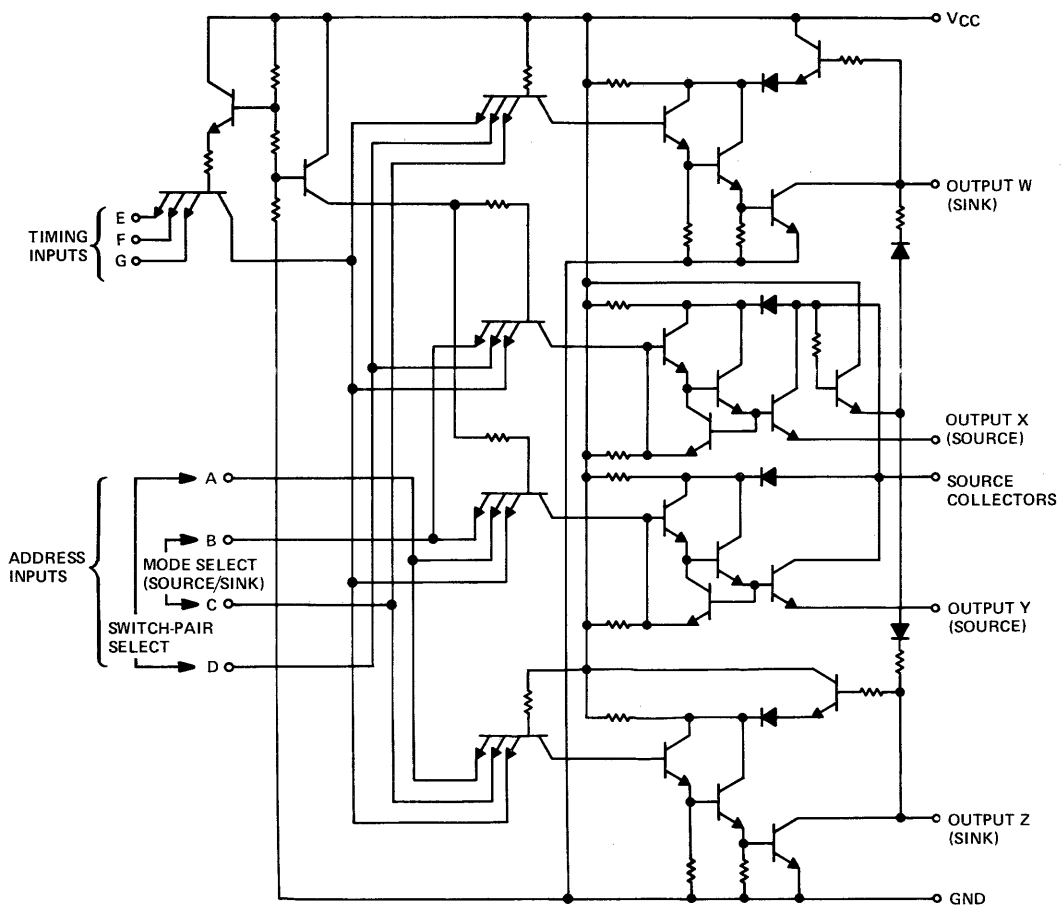 VCC
OUTPUT W
(SINK)
E
TIMING
INPUTS
F
G
OUTPUT X
(SOURCE)
A
SOURCE
COLLECTORS
ADDRESS
INPUTS
B
MODE SELECT
(SOURCE/SINK)
C
OUTPUT Y
(SOURCE)
SWITCH-PAIR
SELECT
D
OUTPUT Z
(SINK)
GND